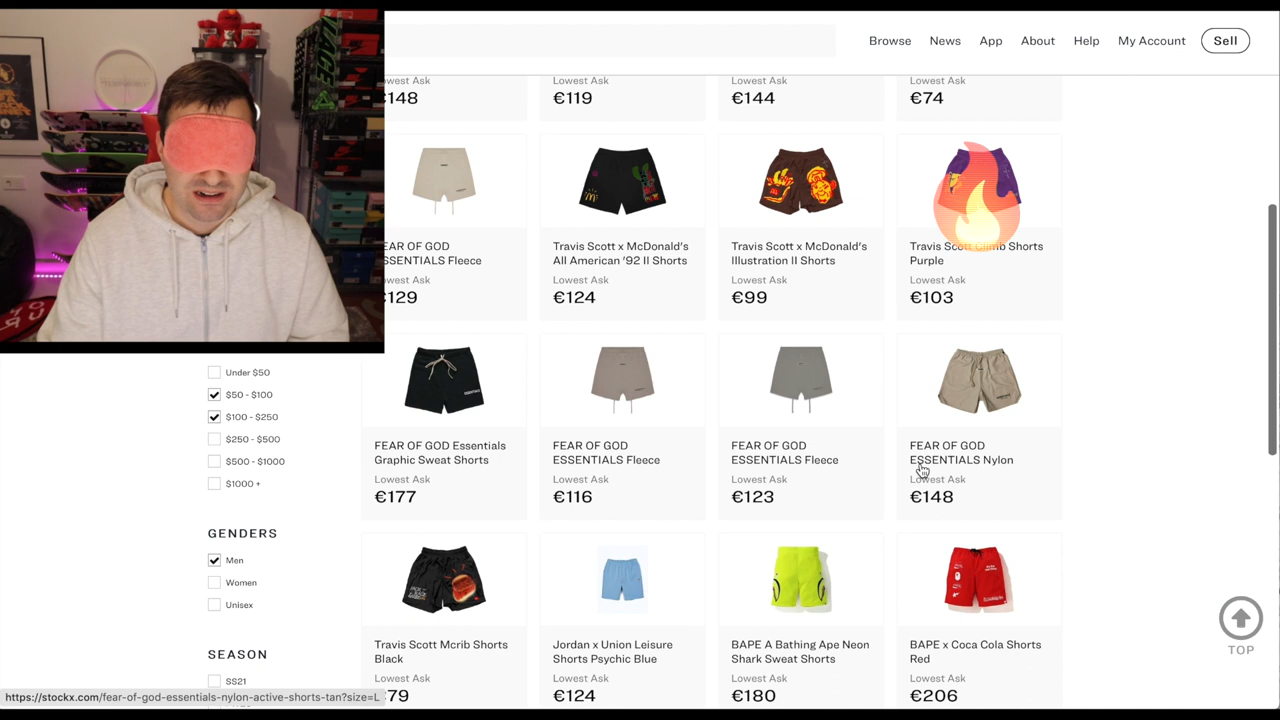 Browse News App About Help My Account Sell
Lowest Ask Lowest Ask Lowest Ask Lowest Ask
€148 €119 €144 €74
FEAR OF GOD Travis Scott x McDonald's Travis Scott x McDonald's Travis Scott Climb Shorts
ESSENTIALS Fleece All American '92 II Shorts Illustration II Shorts Purple
Lowest Ask Lowest Ask Lowest Ask Lowest Ask
€129 €124 €99 €103
Under $50
$50 - $100
$100 - $250
$250 - $500
$500 - $1000
$1000 +
FEAR OF GOD Essentials FEAR OF GOD FEAR OF GOD FEAR OF GOD
Graphic Sweat Shorts ESSENTIALS Fleece ESSENTIALS Fleece ESSENTIALS Nylon
Lowest Ask Lowest Ask Lowest Ask Lowest Ask
€177 €116 €123 €148
GENDERS
Men
Women
Unisex
Travis Scott Mcrib Shorts Jordan x Union Leisure BAPE A Bathing Ape Neon BAPE x Coca Cola Shorts
Black Shorts Psychic Blue Shark Sweat Shorts Red
Lowest Ask Lowest Ask Lowest Ask Lowest Ask
€79 €124 €180 €206
SEASON
SS21
TOP
https://stockx.com/fear-of-god-essentials-nylon-active-shorts-tan?size=L